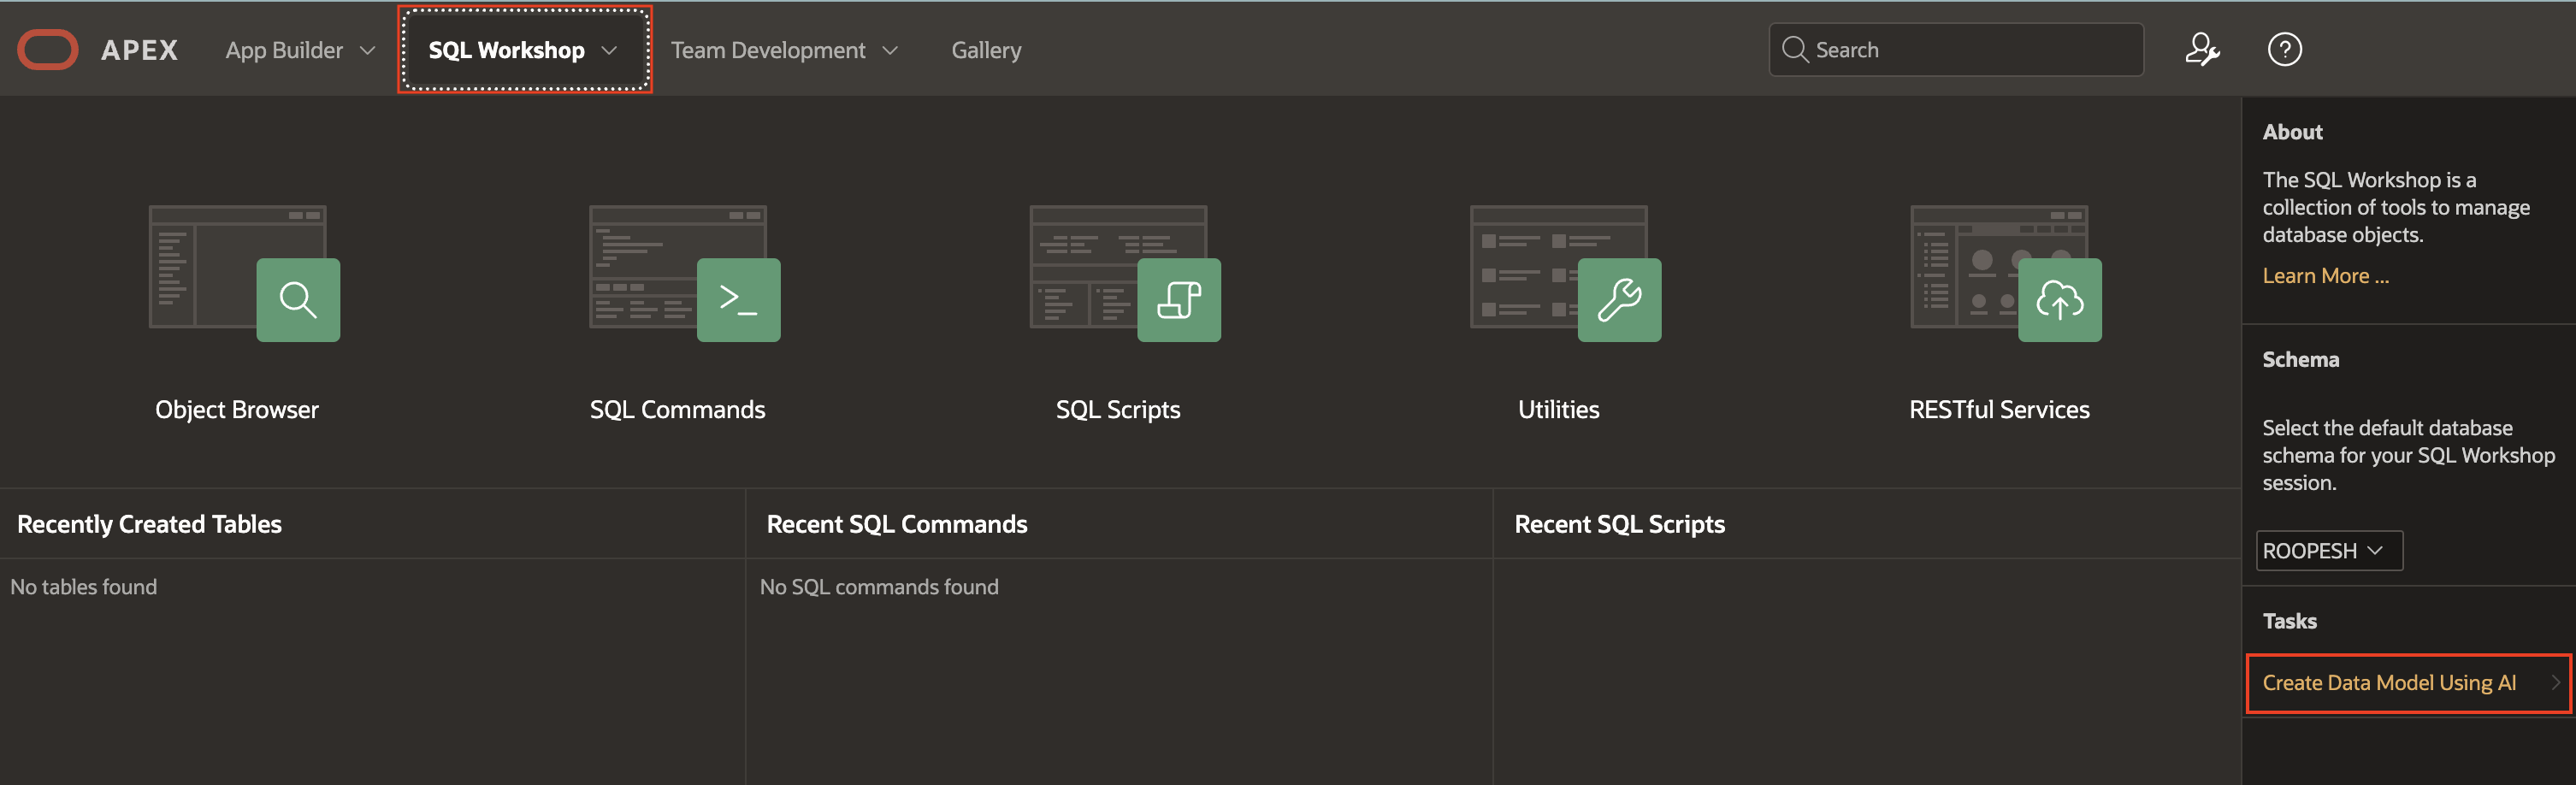 APEX
App Builder
SQL Workshop
Team Development
Gallery
Search
Object Browser
SQL Commands
SQL Scripts
Utilities
RESTful Services
Recently Created Tables
No tables found
Recent SQL Commands
No SQL commands found
Recent SQL Scripts
About
The SQL Workshop is a
collection of tools to manage
database objects.
Learn More ...
Schema
Select the default database
schema for your SQL Workshop
session.
ROOPESH
Tasks
Create Data Model Using AI